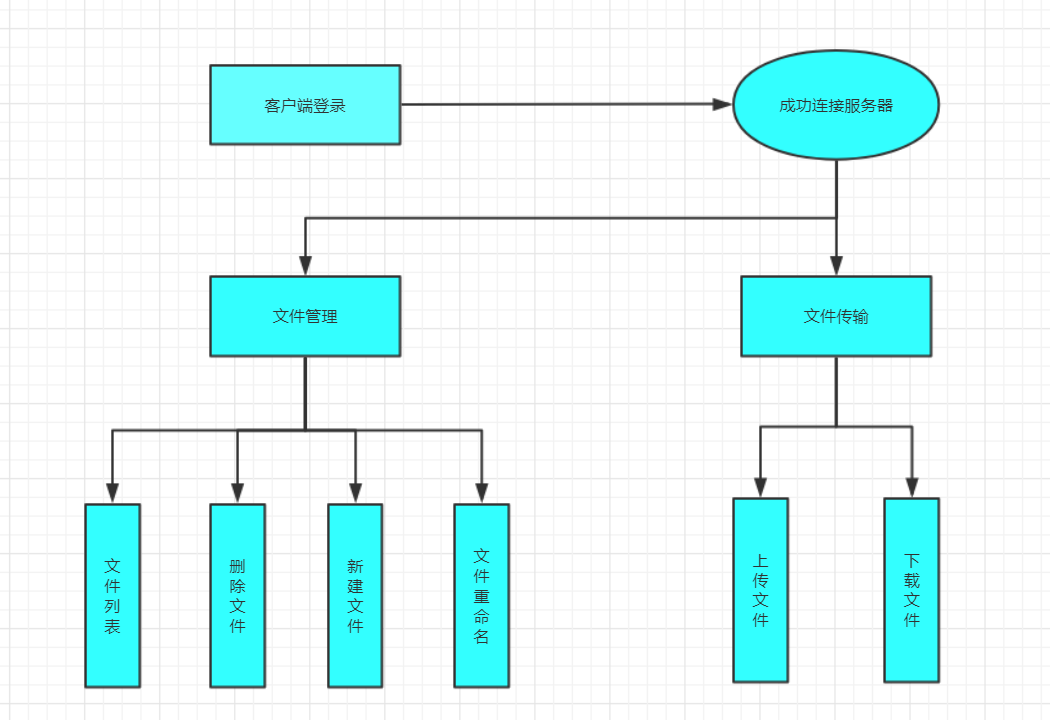 客户端登录
成功连接服务器
文件管理
文件传输
文件列表
删除文件
新建文件
文件重命名
上传文件
下载文件